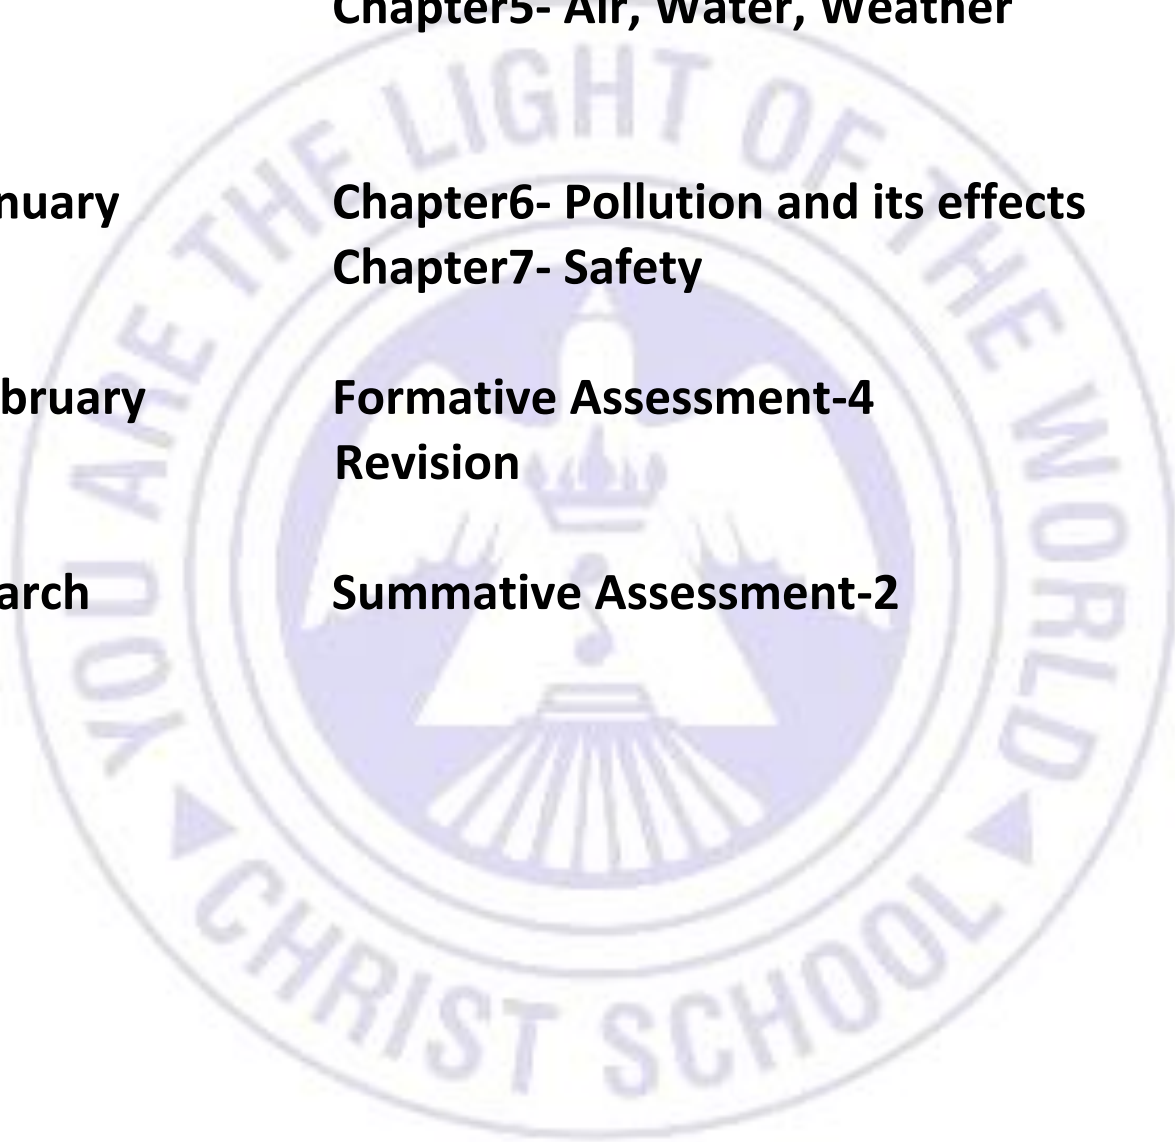 Chapter5- Air, Water, Weather
nuary Chapter6- Pollution and its effects
Chapter7- Safety
bruary Formative Assessment-4
Revision
arch Summative Assessment-2
YOU ARE THE LIGHT OF THE WORLD
CHRIST SCHOOL